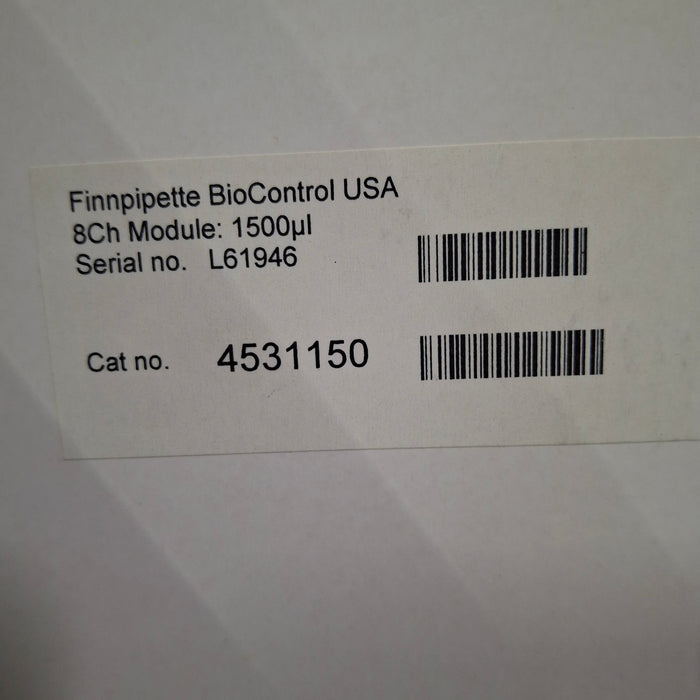 Finnpipette BioControl USA
8Ch Module: 1500µl
Serial no. L61946
Cat no. 4531150